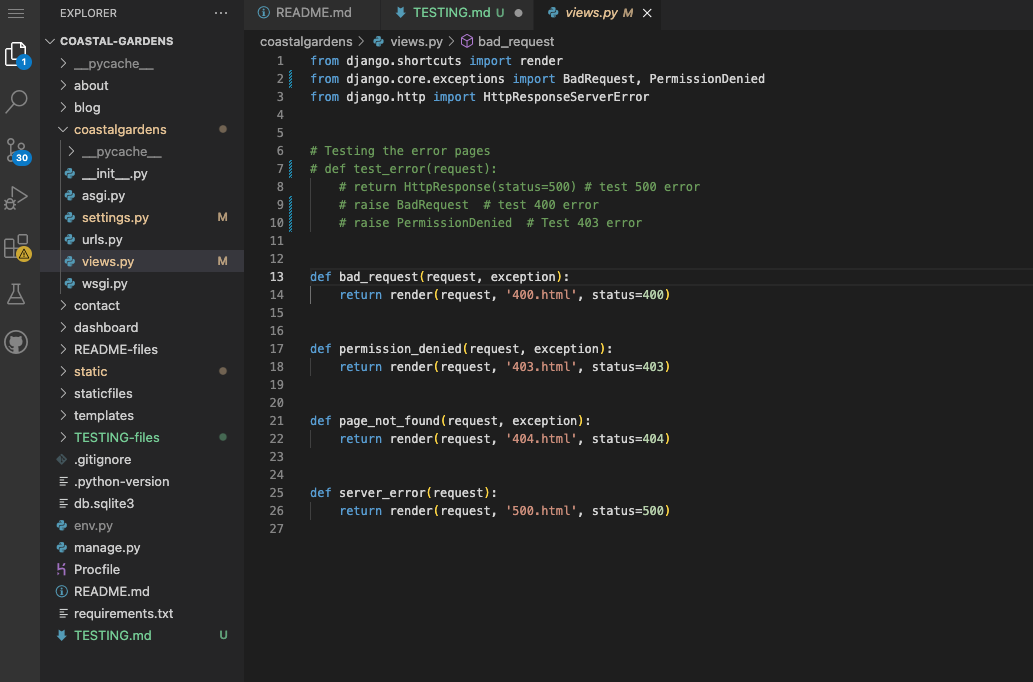 EXPLORER ···
README.md
TESTING.md U
views.py M
COASTAL-GARDENS
coastalgardens > views.py > bad_request
1
30
__pycache__
about
blog
coastalgardens
__pycache__
__init__.py
asgi.py
settings.py M
urls.py
views.py M
wsgi.py
contact
dashboard
README-files
static
staticfiles
templates
TESTING-files
.gitignore
.python-version
db.sqlite3
env.py
manage.py
Procfile
README.md
requirements.txt
TESTING.md U
1 from django.shortcuts import render
2 from django.core.exceptions import BadRequest, PermissionDenied
3 from django.http import HttpResponseServerError
4
5
6 # Testing the error pages
7 # def test_error(request):
8 # return HttpResponse(status=500) # test 500 error
9 # raise BadRequest  # test 400 error
10 # raise PermissionDenied  # Test 403 error
11
12
13 def bad_request(request, exception):
14 return render(request, '400.html', status=400)
15
16
17 def permission_denied(request, exception):
18 return render(request, '403.html', status=403)
19
20
21 def page_not_found(request, exception):
22 return render(request, '404.html', status=404)
23
24
25 def server_error(request):
26 return render(request, '500.html', status=500)
27